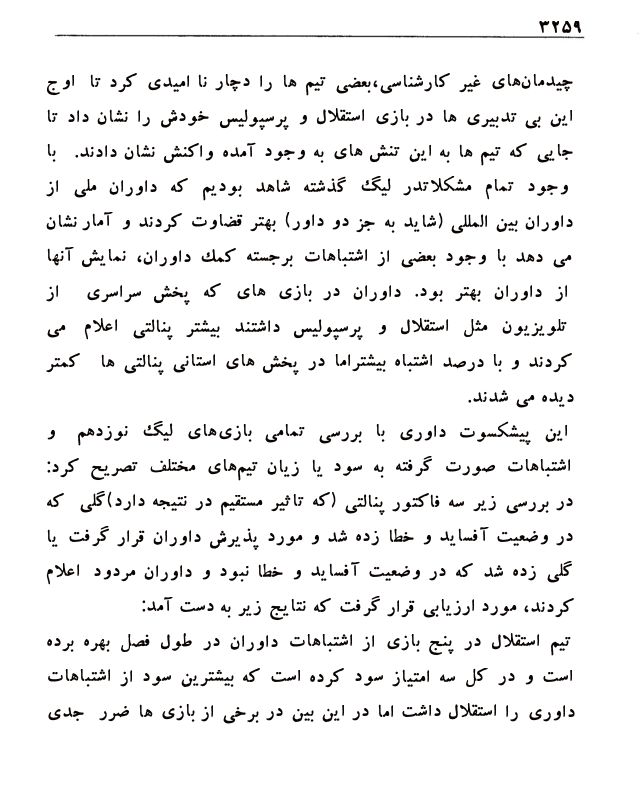 ۳۲۵۹
چیدمان‌های غیر کارشناسی،بعضی تیم ها را دچار نا امیدی کرد تا اوج
این بی تدبیری ها در بازی استقلال و پرسپولیس خودش را نشان داد تا
جایی که تیم ها به این تنش های به وجود آمده واکنش نشان دادند. با
وجود تمام مشکلاتدر لیگ گذشته شاهد بودیم که داوران ملی از
داوران بین المللی (شاید به جز دو داور) بهتر قضاوت کردند و آمار نشان
می دهد با وجود بعضی از اشتباهات برجسته کمك داوران، نمایش آنها
از داوران بهتر بود. داوران در بازی های که پخش سراسری از
تلویزیون مثل استقلال و پرسپولیس داشتند بیشتر پنالتی اعلام می
کردند و با درصد اشتباه بیشتراما در پخش های استانی پنالتی ها کمتر
دیده می شدند.
این پیشکسوت داوری با بررسی تمامی بازی‌های لیگ نوزدهم و
اشتباهات صورت گرفته به سود یا زیان تیم‌های مختلف تصریح کرد:
در بررسی زیر سه فاکتور پنالتی (که تاثیر مستقیم در نتیجه دارد)گلی که
در وضعیت آفساید و خطا زده شد و مورد پذیرش داوران قرار گرفت یا
گلی زده شد که در وضعیت آفساید و خطا نبود و داوران مردود اعلام
کردند، مورد ارزیابی قرار گرفت که نتایج زیر به دست آمد:
تیم استقلال در پنج بازی از اشتباهات داوران در طول فصل بهره برده
است و در کل سه امتیاز سود کرده است که بیشترین سود از اشتباهات
داوری را استقلال داشت اما در این بین در برخی از بازی ها ضرر جدی